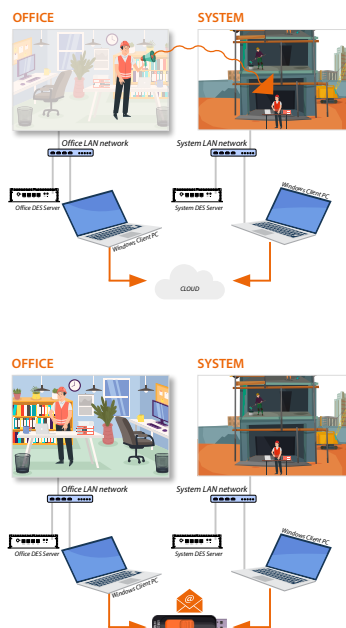 OFFICE
SYSTEM
Office LAN network
System LAN network
Office DES Server
Windows Client PC
System DES Server
Windows Client PC
CLOUD
OFFICE
SYSTEM
Office LAN network
System LAN network
Office DES Server
Windows Client PC
System DES Server
Windows Client PC
@